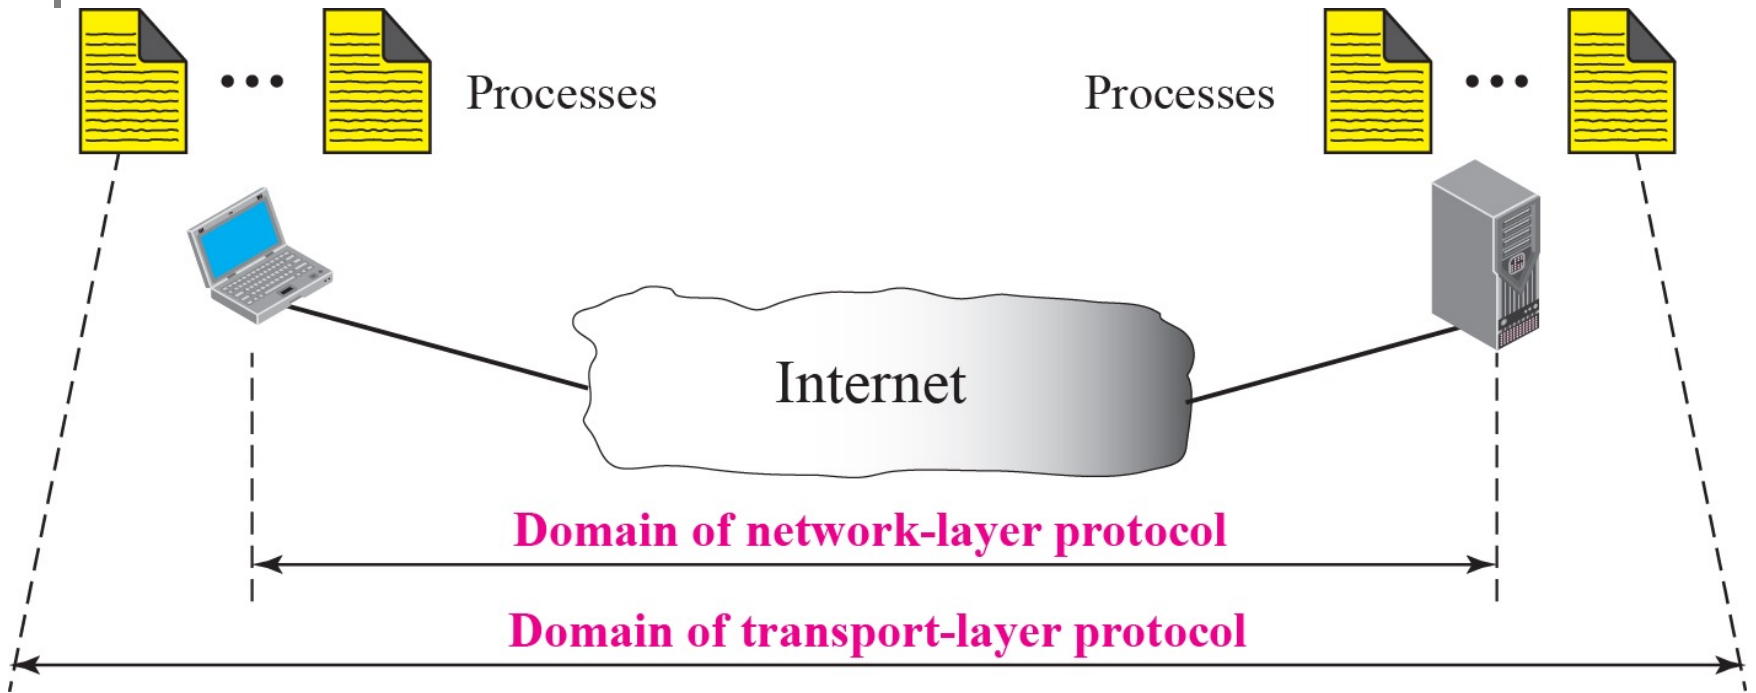 Processes
Processes
Internet
Domain of network-layer protocol
Domain of transport-layer protocol